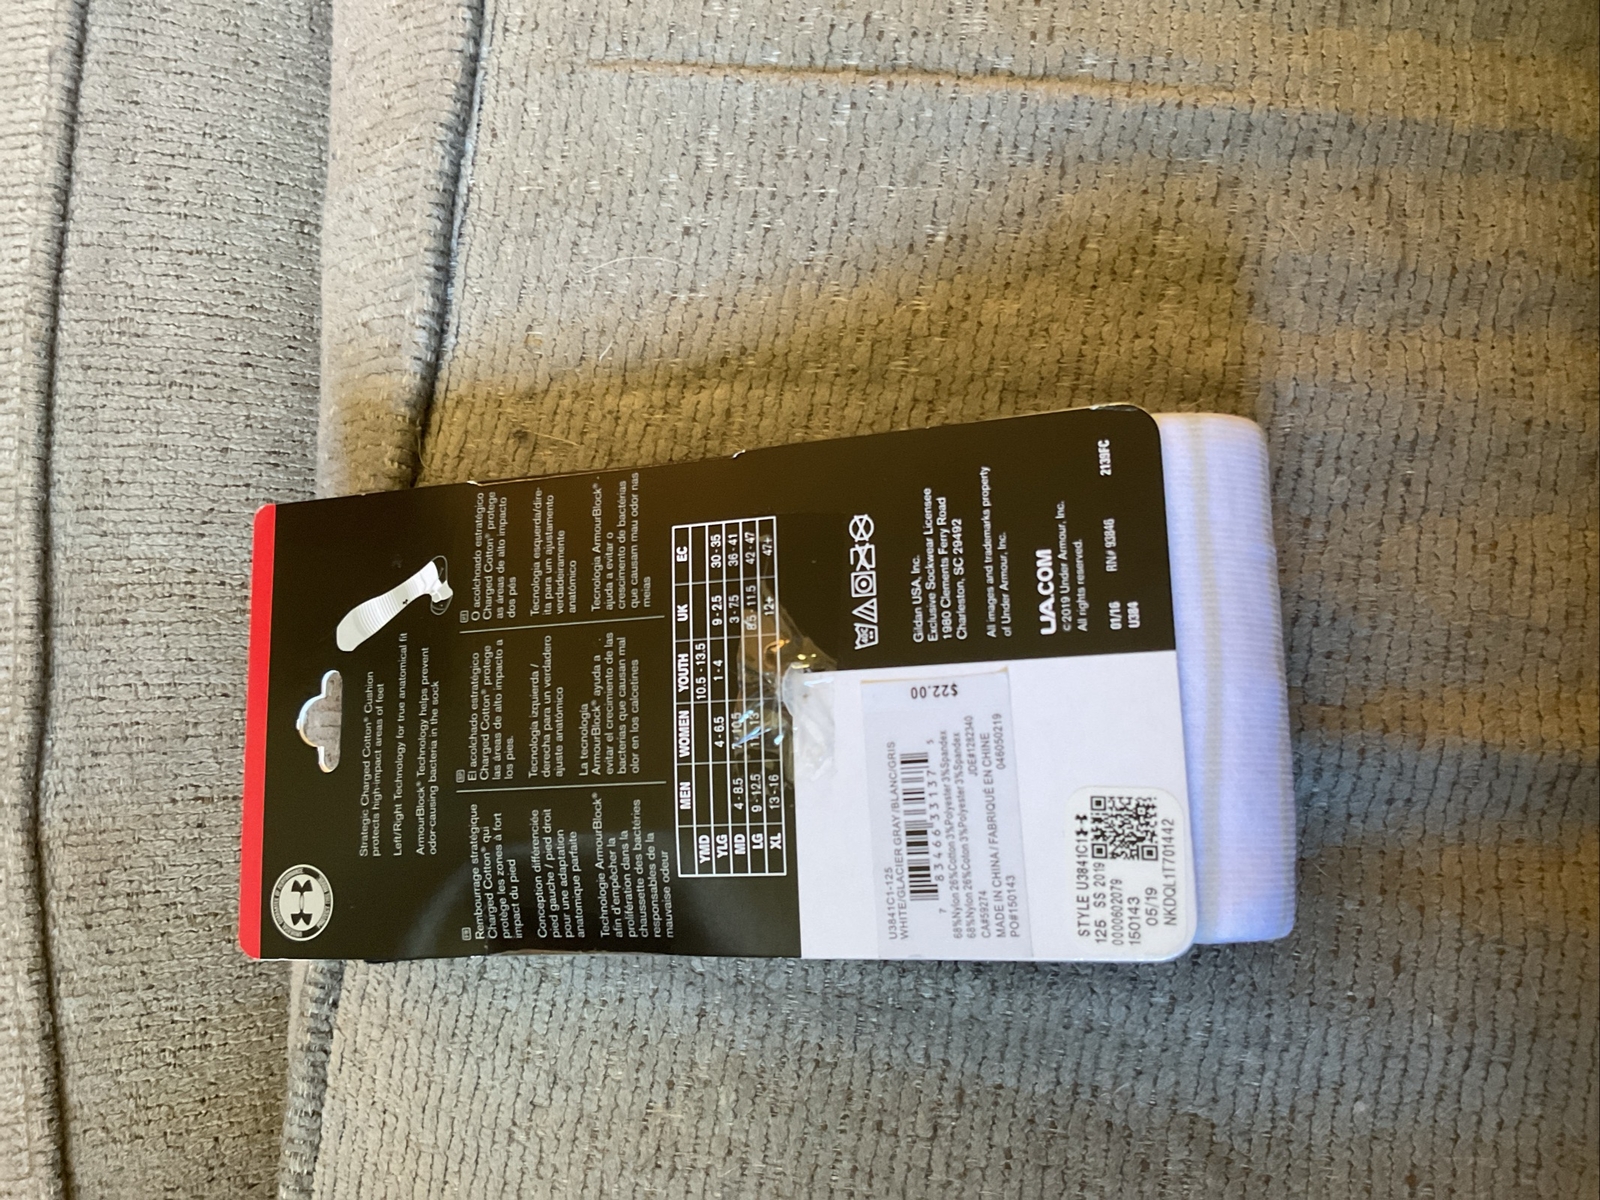 Strategic Charged Cotton® Cushion
protects high-impact areas of feet
Left/Right Technology for true anatomical fit
ArmourBlock® Technology helps prevent
odor-causing bacteria in the sock
FR
Rembourrage stratégique
Charged Cotton® qui
protège les zones à fort
impact du pied
Conception différenciée
pied gauche / pied droit
pour une adaptation
anatomique parfaite
Technologie ArmourBlock®
afin d'empêcher la
prolifération dans la
chaussette des bactéries
responsables de la
mauvaise odeur
El acolchado estratégico
Charged Cotton® protege
las áreas de alto impacto a
los pies.
Tecnología izquierda /
derecha para un verdadero
ajuste anatómico
La tecnología
ArmourBlock® ayuda a
evitar el crecimiento de las
bacterias que causan mal
olor en los calcetines
O acolchoado estratégico
Charged Cotton® protege
as áreas de alto impacto
dos pés
Tecnologia esquerda/dire-
ita para um ajustamento
verdadeiramente
anatómico
Tecnologia ArmourBlock®
ajuda a evitar o
crescimento de bactérias
que causam mau odor nas
meias
MEN WOMEN YOUTH UK EC
YMD 10.5 - 13.5
YLG 4 - 6.5 1 - 4 9 - 2.5 30 - 35
MD 4 - 8.5 3 - 7.5 36 - 41
LG 9 - 12.5 8.5 - 11.5 42 - 47
XL 13 - 16 12+ 47+
Gildan USA, Inc.
Exclusive Sockwear Licensee
1980 Clements Ferry Road
Charleston, SC 29492
All images and trademarks property
of Under Armour, Inc.
UA.COM
©2019 Under Armour, Inc.
All rights reserved.
01/16 RN# 93846 2139FC
U384
U3841C1-125
WHITE/GLACIER GRAY/BLANC/GRIS
$22.00
7 83466 33137 5
68%Nylon 26%Cotton 3%Polyester 3%Spandex
68%Nylon 26%Coton 3%Polyester 3%Spandex
CA#59274 JDE#1282340
MADE IN CHINA / FABRIQUÉ EN CHINE
PO#150143 046050219
STYLE U3841C1
125 SS 2019
0000602079
150143
05/19
NKDQL1T701442